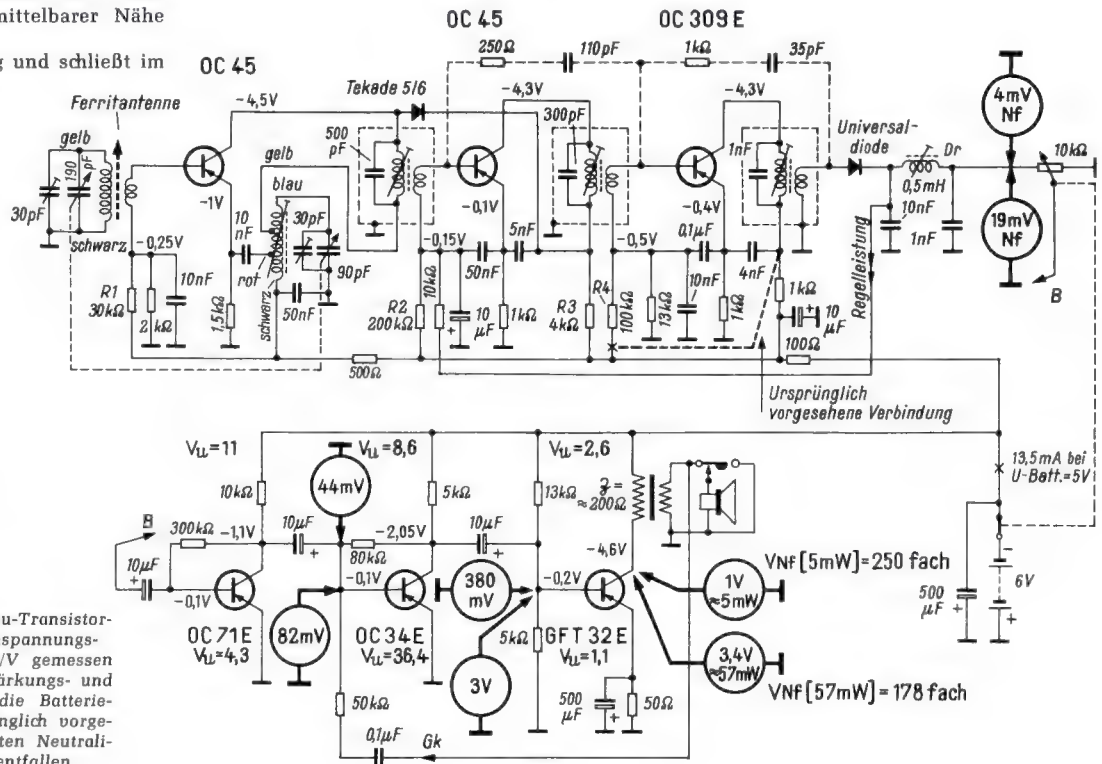 mittelbarer Nähe
g und schließt im
OC 45
OC 45
OC 309 E
250Ω
110pF
1kΩ
35pF
Ferritantenne
-4,5V
Tekade 5/6
-4,3V
-4,3V
4mV
Nf
gelb
500
pF
300pF
1nF
Universal-
diode
Dr
10kΩ
190
pF
gelb
blau
0,5mH
30pF
-1V
10
nF
30pF
-0,1V
-0,4V
10nF
1nF
19mV
Nf
schwarz
-0,25V
rot
90pF
-0,15V
5nF
-0,5V
0,1µF
4nF
Regelleistung
B
R1
30kΩ
2
kΩ
10nF
1,5kΩ
schwarz
50nF
R2
200kΩ
10kΩ
50nF
10
µF
+
1kΩ
R3
4kΩ
R4
100kΩ
13kΩ
10nF
1kΩ
1kΩ
+
10
µF
100Ω
500Ω
Ursprünglich
vorgesehene Verbindung
Vu=11
Vu=8,6
Vu=2,6
13,5mA bei
U-Batt.=5V
10kΩ
44mV
5kΩ
13kΩ
Z=
≈200Ω
B
300kΩ
-1,1V
10µF
+
-2,05V
80kΩ
10µF
+
-4,6V
10µF
+
-0,1V
-0,1V
380
mV
-0,2V
1V
≈5mW
VNf [5mW]=250 fach
500
µF
+
-
6V
+
OC 71E
Vu=4,3
82mV
OC 34E
Vu=36,4
5kΩ
GFT 32E
Vu=1,1
3,4V
≈57mW
VNf [57mW]=178 fach
3V
500
µF
+
50Ω
50kΩ
0,1µF
Gk
u-Transistor-
spannungs-
/V gemessen
ärkungs- und
die Batterie-
nglich vorge-
ten Neutrali-
entfallen